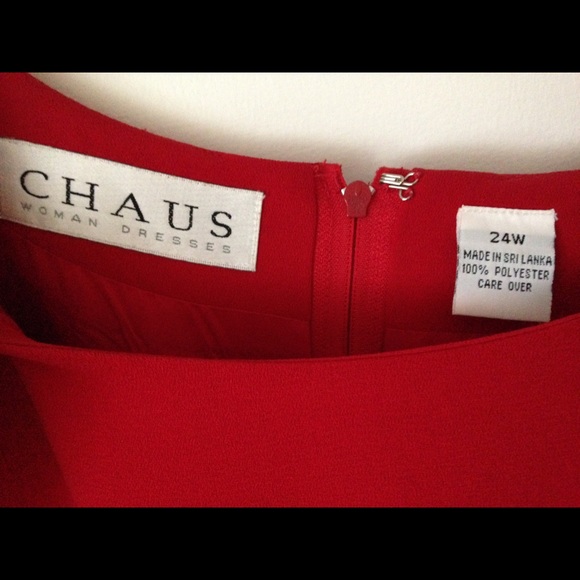 CHAUS
WOMAN DRESSES
24W
MADE IN SRI LANKA
100% POLYESTER
CARE OVER